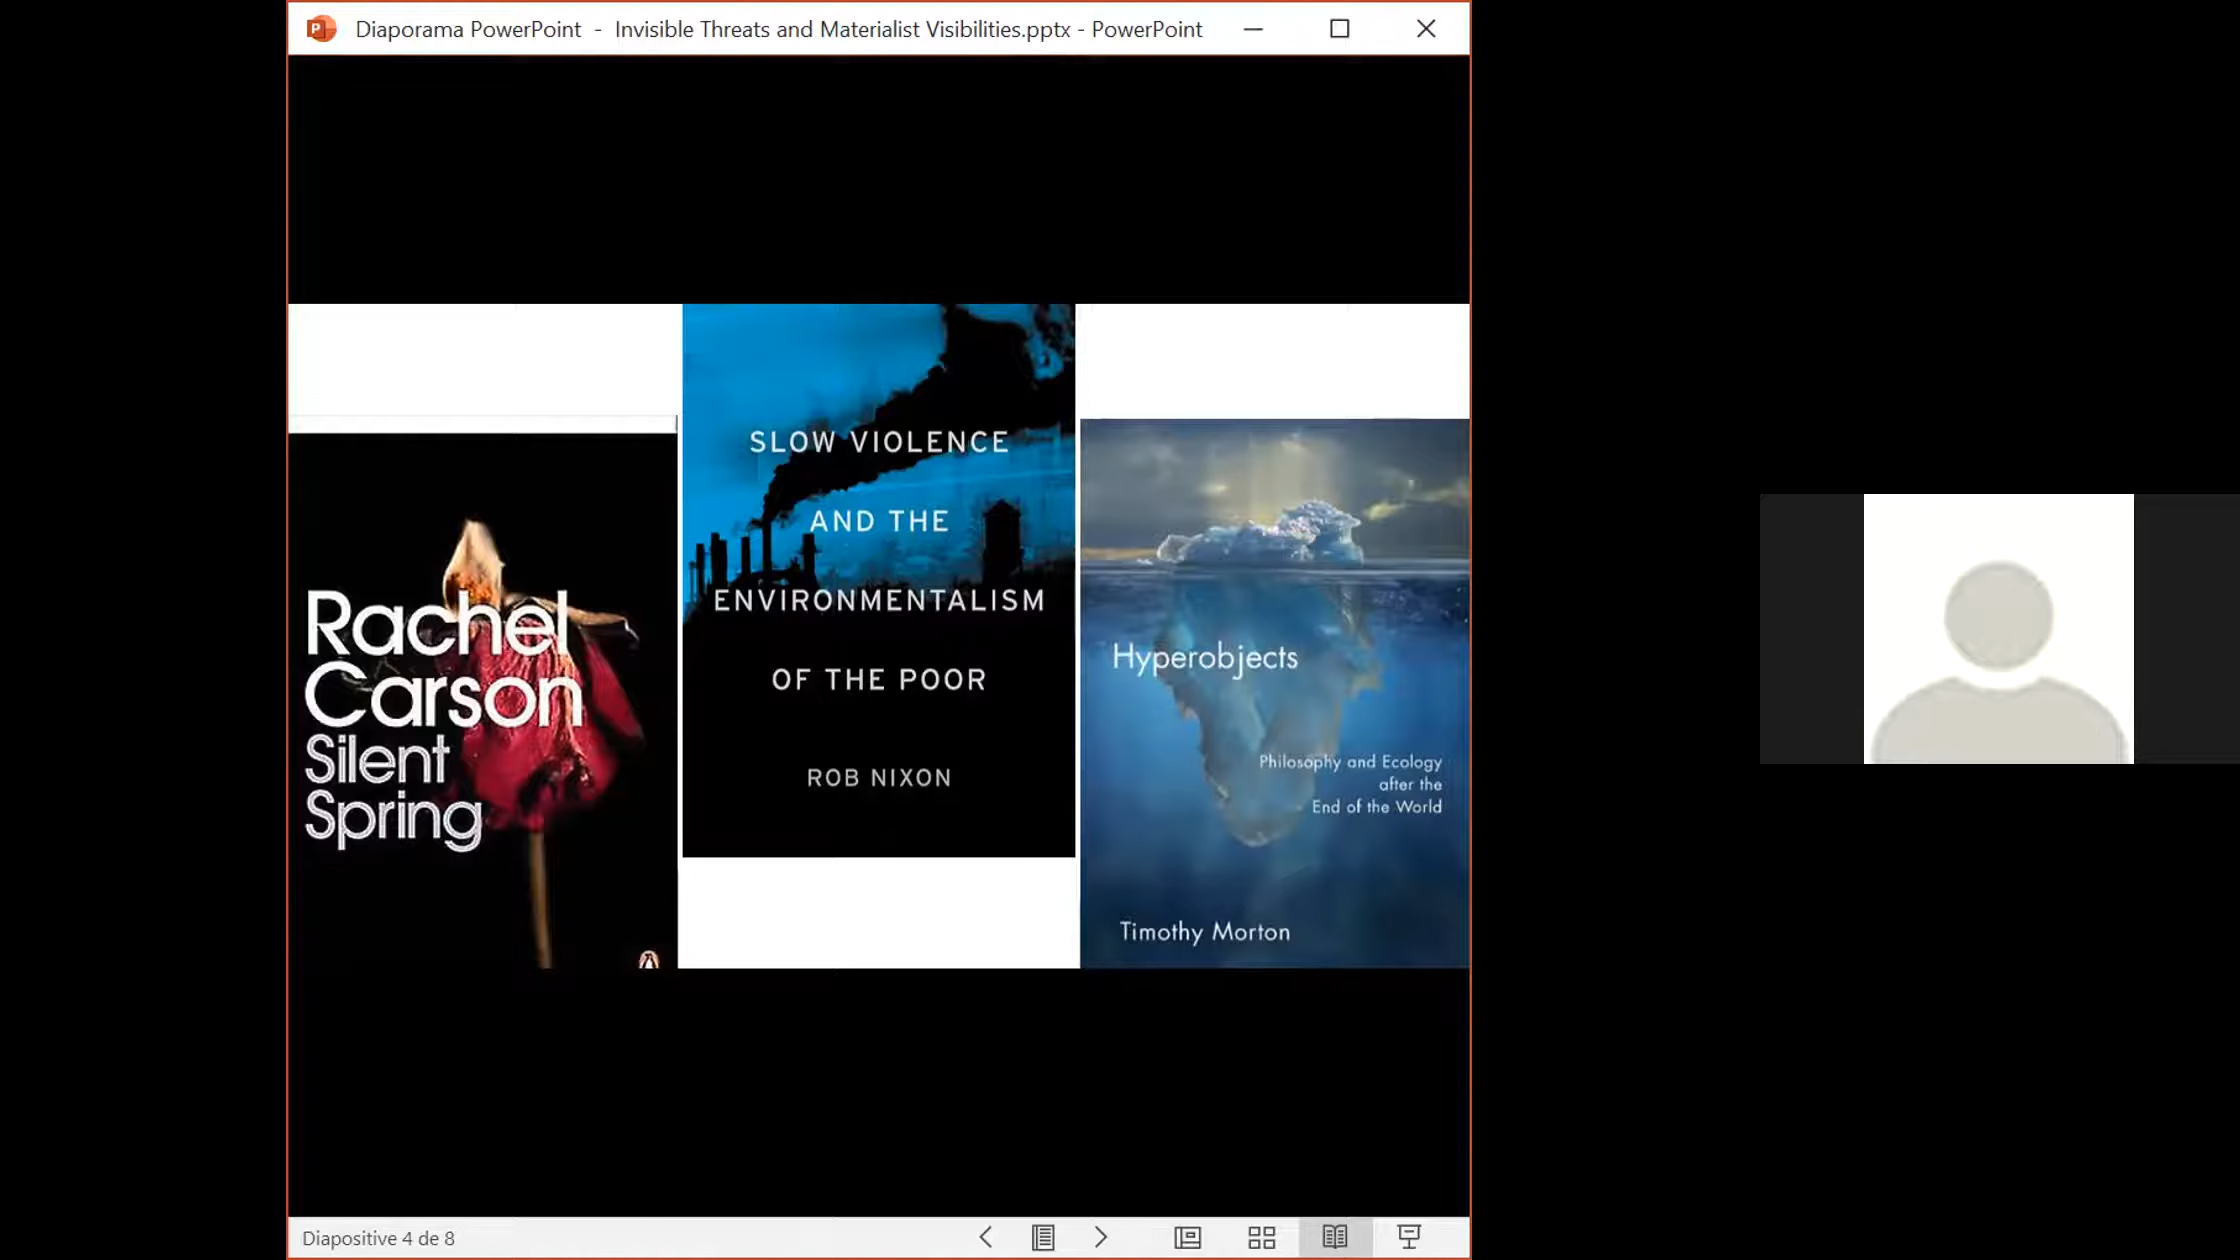 Diaporama PowerPoint - Invisible Threats and Materialist Visibilities.pptx - PowerPoint
Rachel
Carson
Silent
Spring
SLOW VIOLENCE
AND THE
ENVIRONMENTALISM
OF THE POOR
ROB NIXON
Hyperobjects
Philosophy and Ecology
after the
End of the World
Timothy Morton
Diapositive 4 de 8